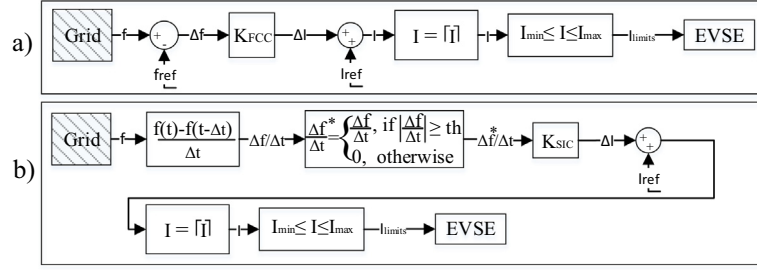 a)
Grid f + - Δf KFCC ΔI + + I I = ⌈I⌉ I Imin≤ I ≤Imax Ilimits EVSE
fref Iref
b)
Grid f f(t)-f(t-Δt) / Δt Δf/Δt Δf*/Δt = { Δf/Δt, if |Δf/Δt| ≥ th
0, otherwise
Δf*/Δt KSIC ΔI + +
Iref
I = ⌈I⌉ I Imin≤ I ≤Imax Ilimits EVSE